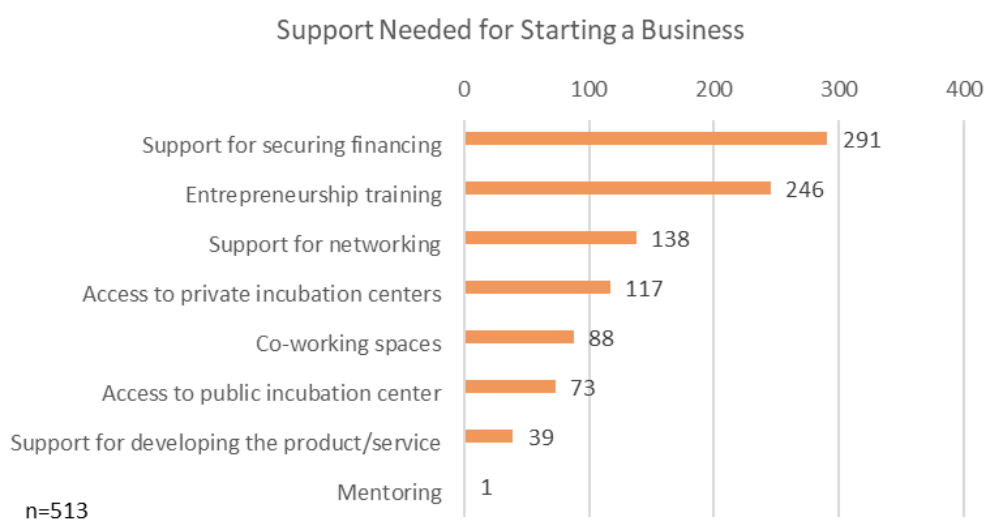 Support Needed for Starting a Business
0 100 200 300 400
Support for securing financing 291
Entrepreneurship training 246
Support for networking 138
Access to private incubation centers 117
Co-working spaces 88
Access to public incubation center 73
Support for developing the product/service 39
Mentoring 1
n=513